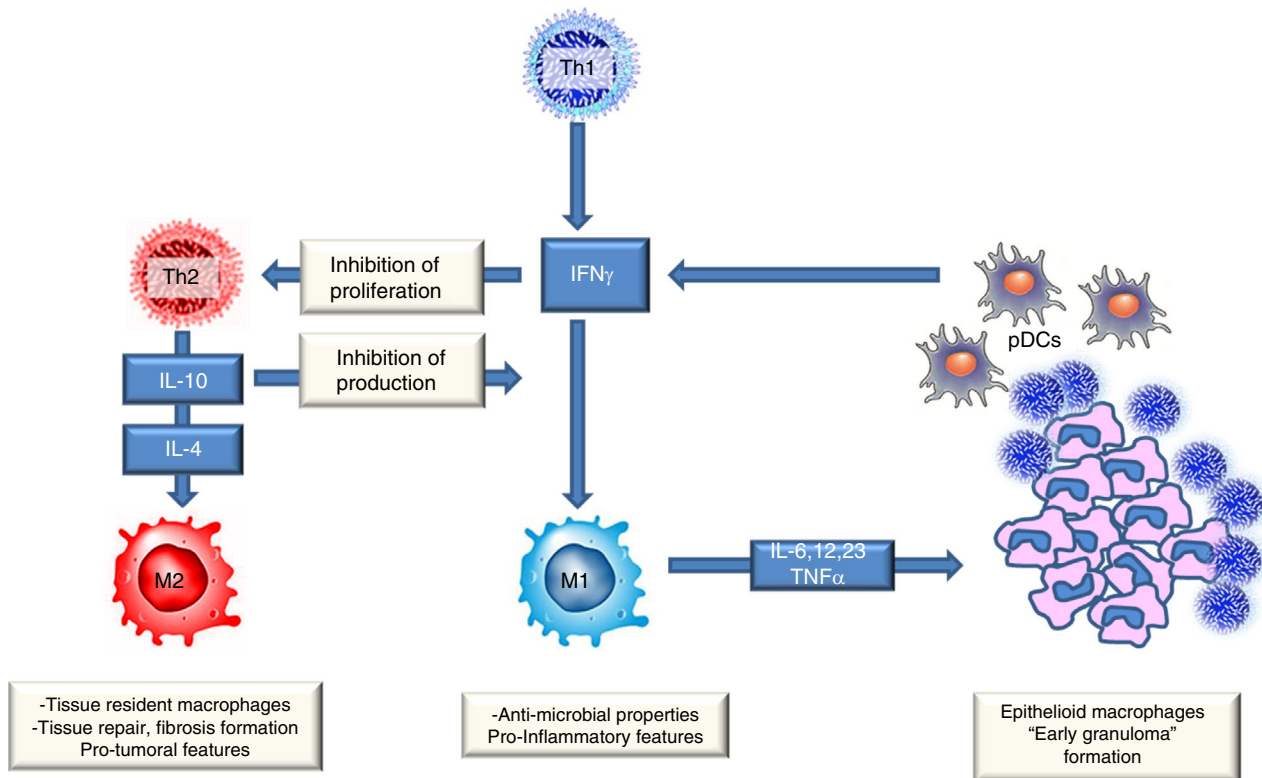 Th1
Th2
Inhibition of
proliferation
IFNγ
pDCs
IL-10
Inhibition of
production
IL-4
M2
M1
IL-6,12,23
TNFα
-Tissue resident macrophages
-Tissue repair, fibrosis formation
Pro-tumoral features
-Anti-microbial properties
Pro-Inflammatory features
Epithelioid macrophages
“Early granuloma”
formation